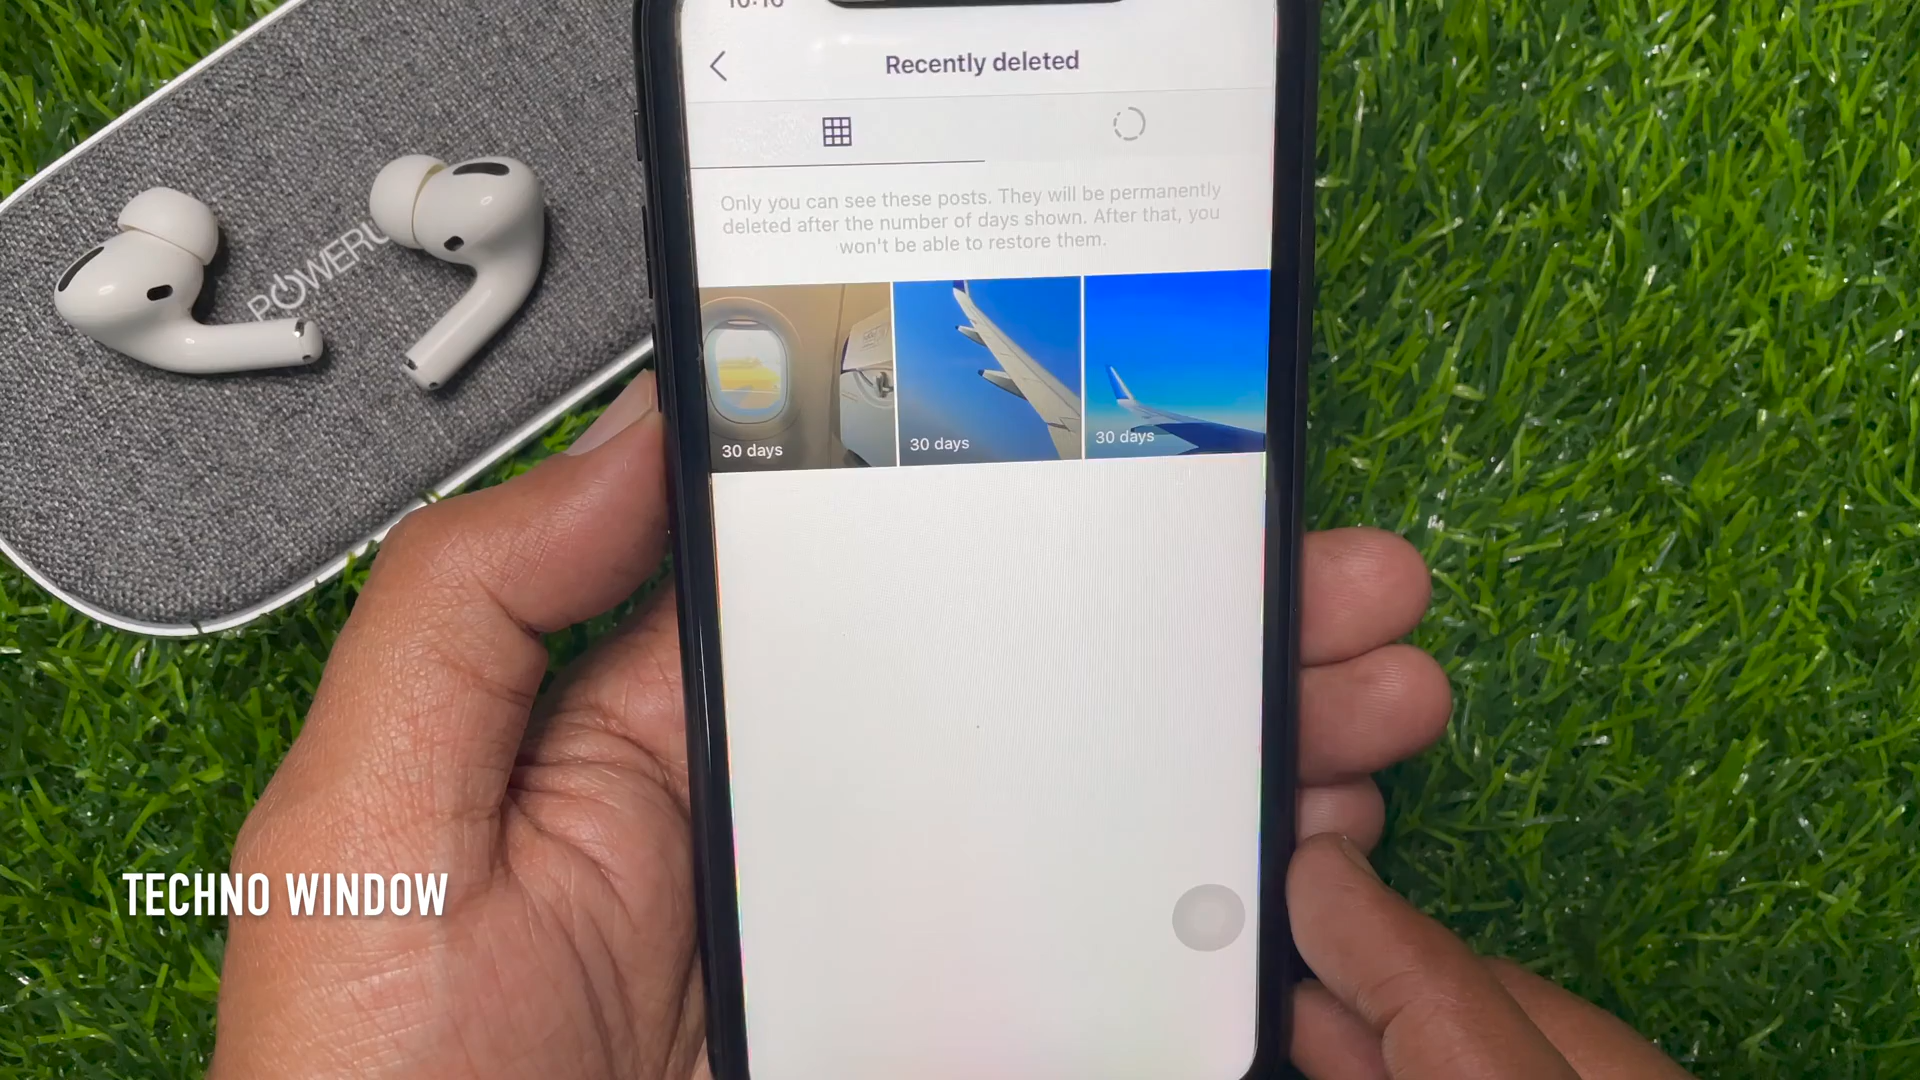 Recently deleted
Only you can see these posts. They will be permanently
deleted after the number of days shown. After that, you
won't be able to restore them.
30 days
30 days
30 days
TECHNO WINDOW